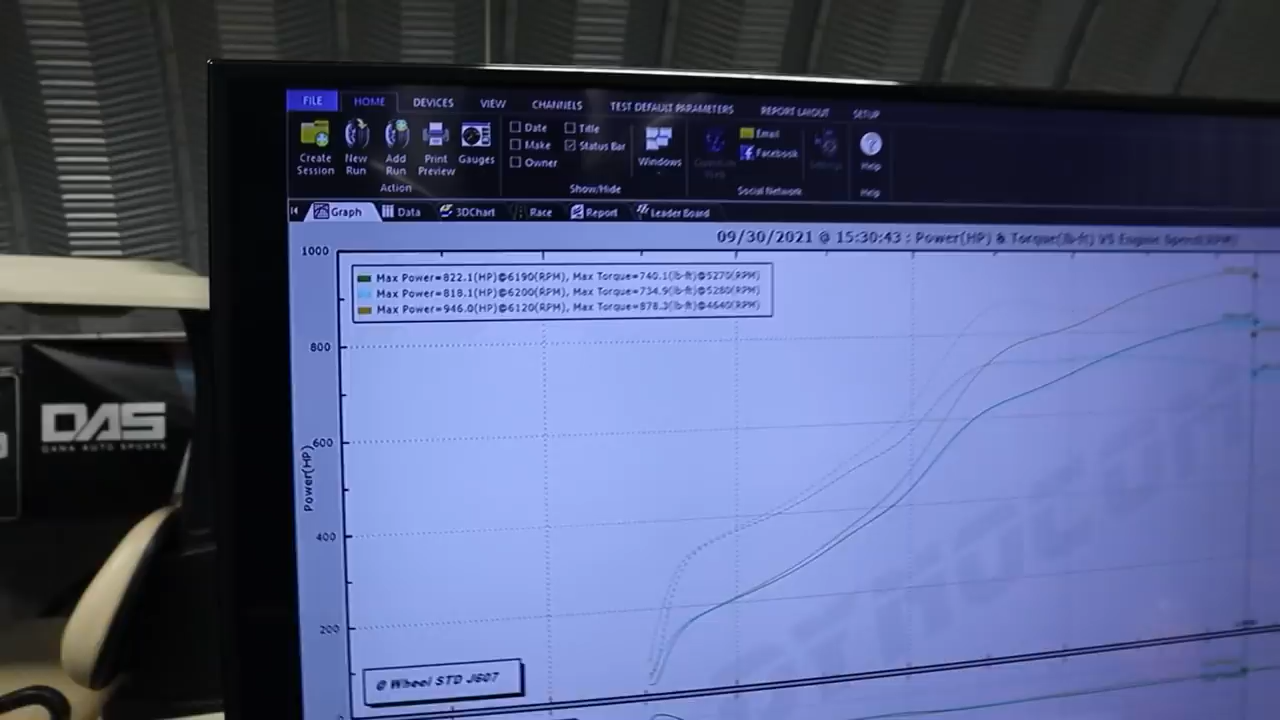 FILE HOME DEVICES VIEW CHANNELS TEST DEFAULT PARAMETERS REPORT LAYOUT SETUP
Create Session
New Run
Add Run
Print Preview
Gauges
Action
Date
Title
Make
Status Bar
Owner
Show/Hide
Windows
Email
Facebook
Social Network
Help
Help
Graph Data 3DChart Race Report Leader Board
09/30/2021 @ 15:30:43 : Power(HP) & Torque(lb-ft) VS Engine Speed(RPM)
Max Power=822.1(HP)@6190(RPM), Max Torque=740.1(lb-ft)@5270(RPM)
Max Power=818.1(HP)@6200(RPM), Max Torque=734.9(lb-ft)@5280(RPM)
Max Power=946.0(HP)@6120(RPM), Max Torque=878.3(lb-ft)@4640(RPM)
1000
800
600
400
200
Power(HP)
@ Wheel STD J607
DAS
DANA AUTO SPORTS